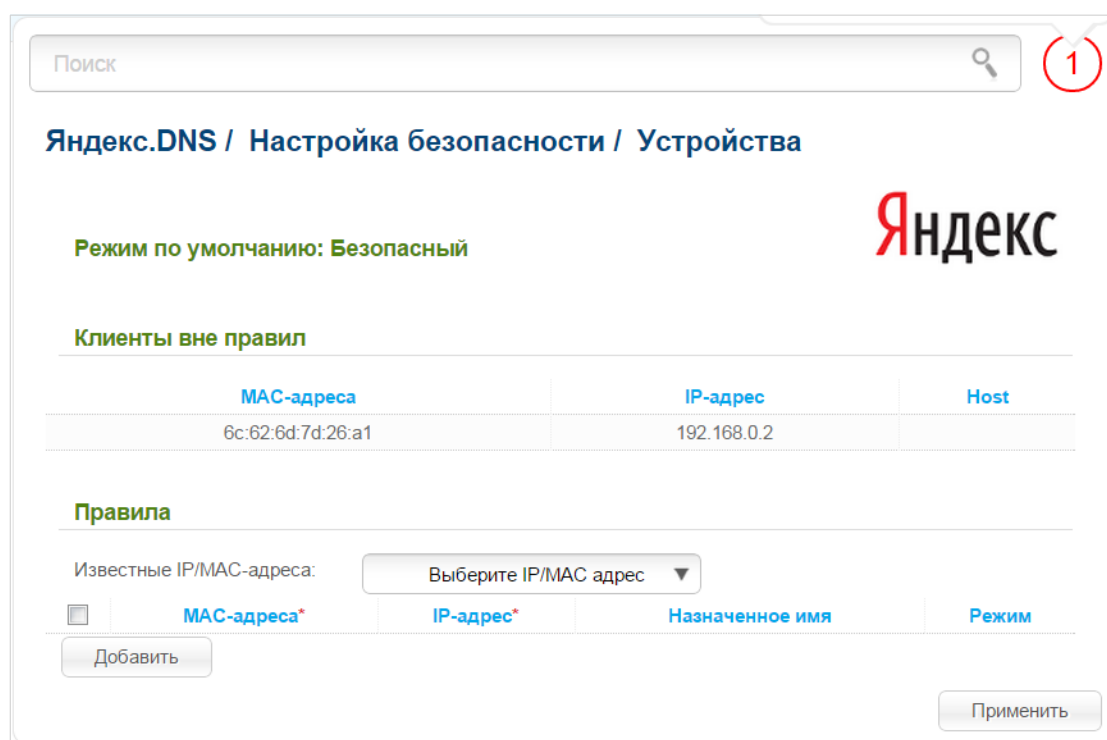 Поиск
1
Яндекс.DNS / Настройка безопасности / Устройства
Яндекс
Режим по умолчанию: Безопасный
Клиенты вне правил
MAC-адреса IP-адрес Host
6c:62:6d:7d:26:a1 192.168.0.2
Правила
Известные IP/MAC-адреса: Выберите IP/MAC адрес
MAC-адреса* IP-адрес* Назначенное имя Режим
Добавить
Применить